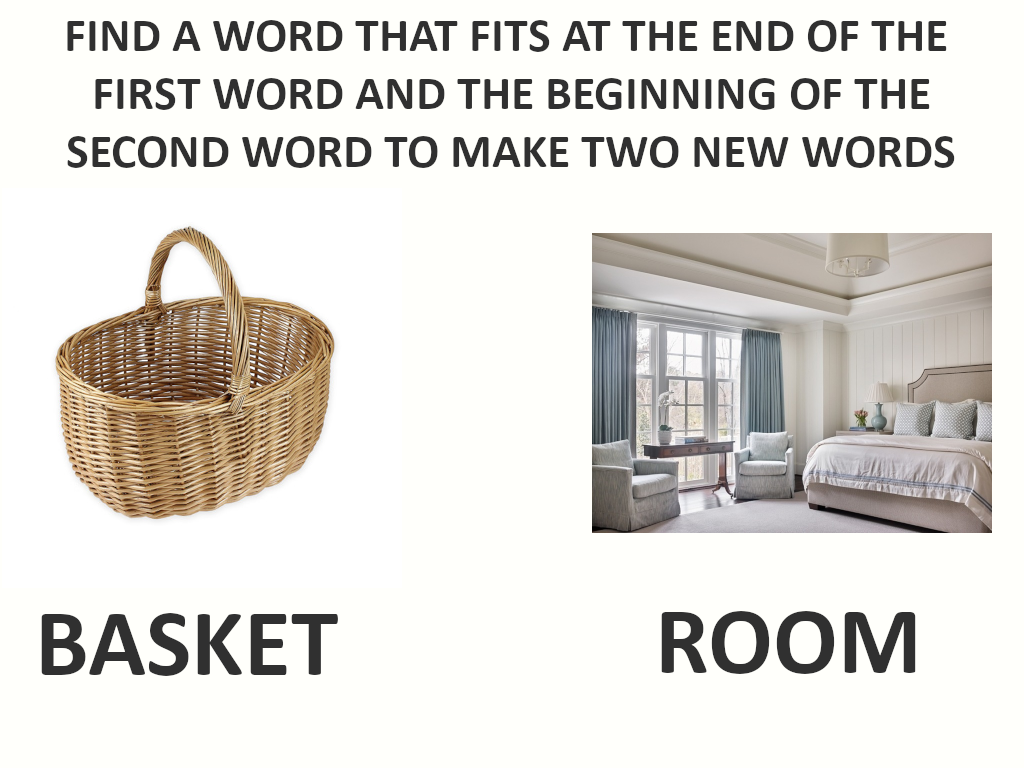 FIND A WORD THAT FITS AT THE END OF THE
FIRST WORD AND THE BEGINNING OF THE
SECOND WORD TO MAKE TWO NEW WORDS
BASKET
ROOM